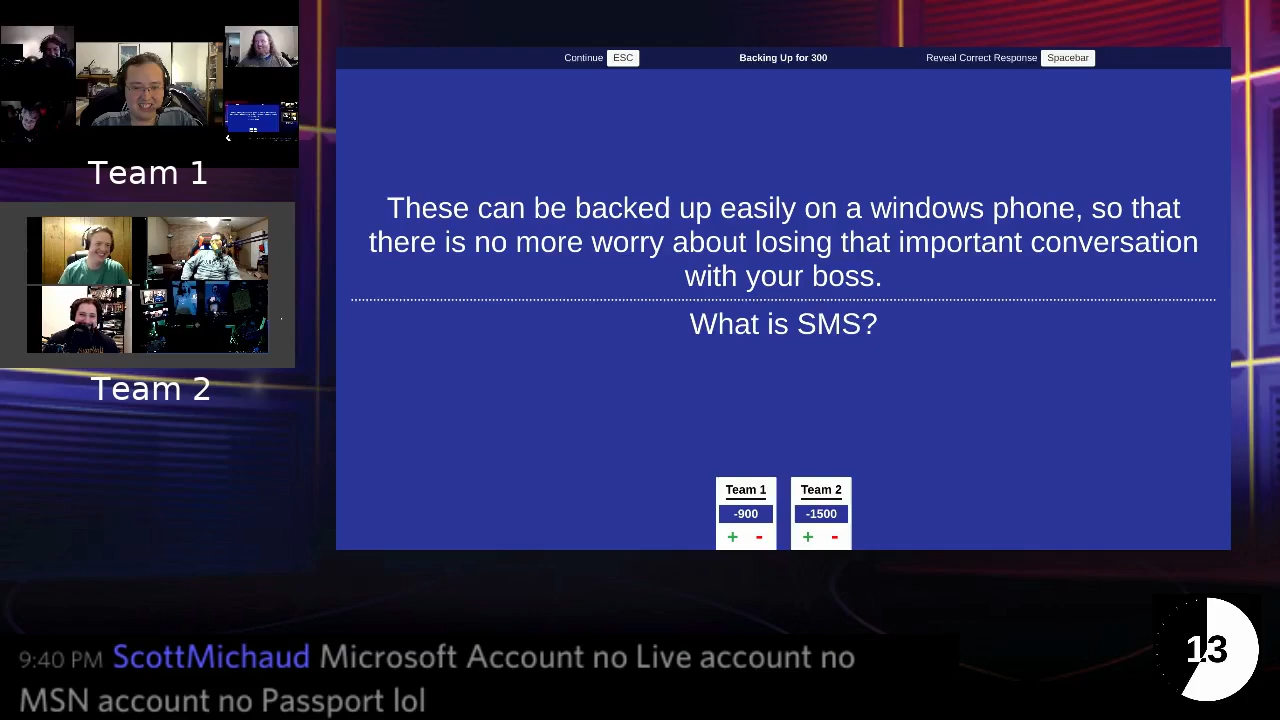 Team 1
Team 2
Continue ESC
Backing Up for 300
Reveal Correct Response Spacebar
These can be backed up easily on a windows phone, so that
there is no more worry about losing that important conversation
with your boss.
What is SMS?
Team 1
-900
+ -
Team 2
-1500
+ -
9:40 PM ScottMichaud Microsoft Account no Live account no
MSN account no Passport lol
13